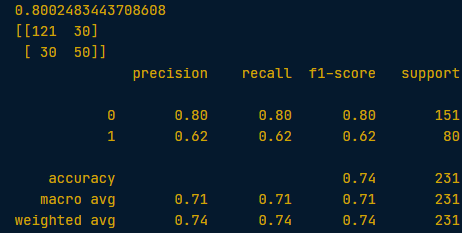 0.8002483443708608
[[121  30]
 [ 30  50]]
              precision    recall  f1-score   support

           0       0.80      0.80      0.80       151
           1       0.62      0.62      0.62        80

    accuracy                           0.74       231
   macro avg       0.71      0.71      0.71       231
weighted avg       0.74      0.74      0.74       231